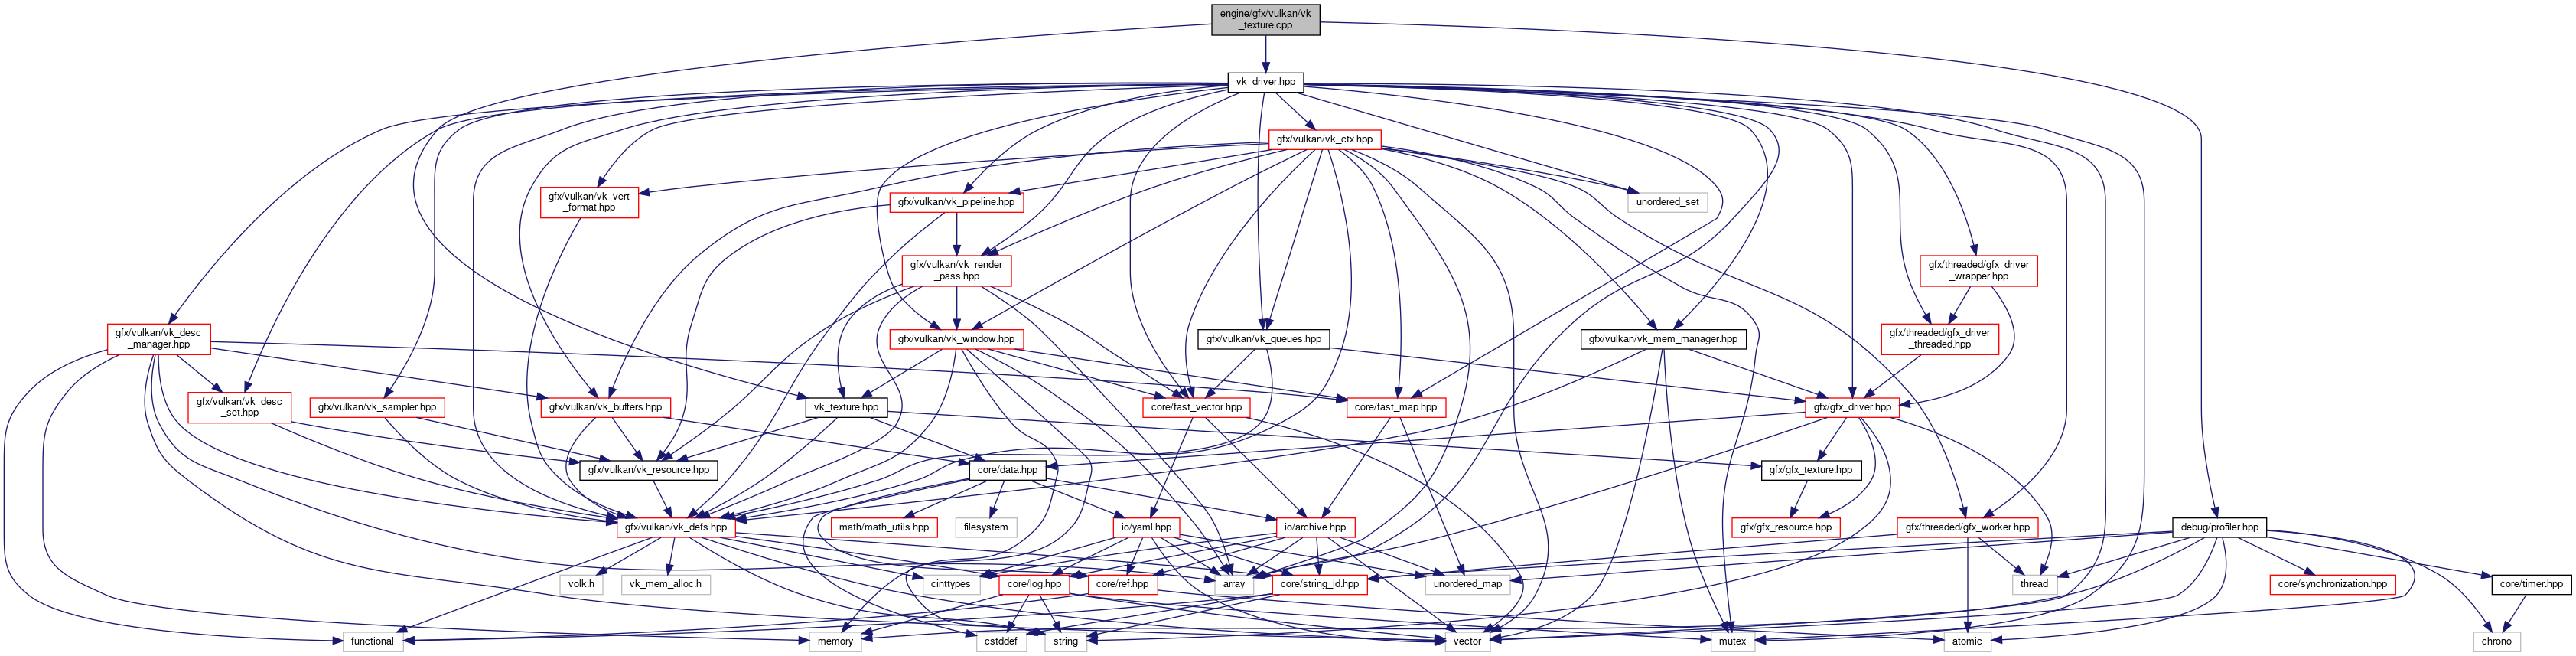 engine/gfx/vulkan/vk
_texture.cpp
vk_driver.hpp
gfx/vulkan/vk_ctx.hpp
gfx/vulkan/vk_vert
_format.hpp
gfx/vulkan/vk_pipeline.hpp
unordered_set
gfx/vulkan/vk_render
_pass.hpp
gfx/threaded/gfx_driver
_wrapper.hpp
gfx/vulkan/vk_desc
_manager.hpp
gfx/vulkan/vk_window.hpp
gfx/vulkan/vk_queues.hpp
gfx/vulkan/vk_mem_manager.hpp
gfx/threaded/gfx_driver
_threaded.hpp
gfx/vulkan/vk_desc
_set.hpp
gfx/vulkan/vk_sampler.hpp
gfx/vulkan/vk_buffers.hpp
vk_texture.hpp
core/fast_vector.hpp
core/fast_map.hpp
gfx/gfx_driver.hpp
gfx/vulkan/vk_resource.hpp
core/data.hpp
gfx/gfx_texture.hpp
gfx/vulkan/vk_defs.hpp
math/math_utils.hpp
filesystem
io/yaml.hpp
io/archive.hpp
gfx/gfx_resource.hpp
gfx/threaded/gfx_worker.hpp
debug/profiler.hpp
volk.h
vk_mem_alloc.h
cinttypes
core/log.hpp
core/ref.hpp
array
core/string_id.hpp
unordered_map
thread
core/synchronization.hpp
core/timer.hpp
functional
memory
cstddef
string
vector
mutex
atomic
chrono